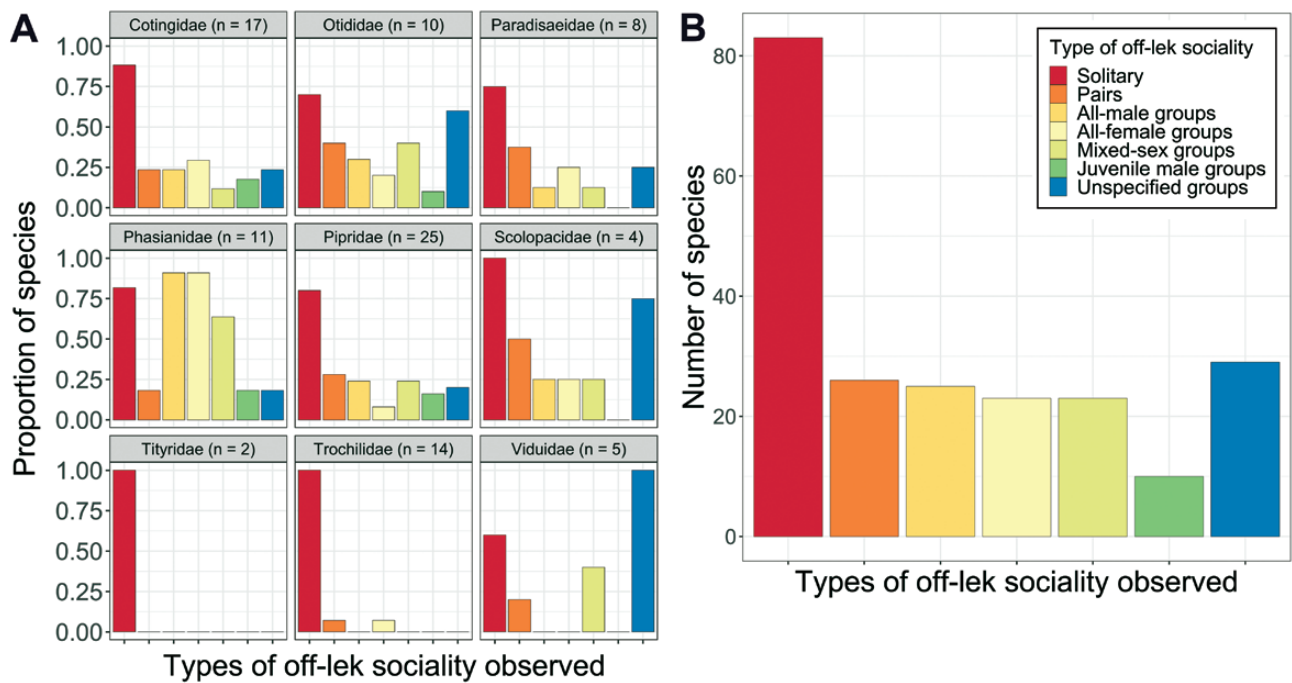 A
Cotingidae (n = 17)
Otididae (n = 10)
Paradisaeidae (n = 8)
1.00
0.75
0.50
0.25
0.00
Phasianidae (n = 11)
Pipridae (n = 25)
Scolopacidae (n = 4)
1.00
0.75
0.50
0.25
0.00
Tityridae (n = 2)
Trochilidae (n = 14)
Viduidae (n = 5)
1.00
0.75
0.50
0.25
0.00
Proportion of species
Types of off-lek sociality observed
B
80
60
40
20
0
Number of species
Type of off-lek sociality
Solitary
Pairs
All-male groups
All-female groups
Mixed-sex groups
Juvenile male groups
Unspecified groups
Types of off-lek sociality observed